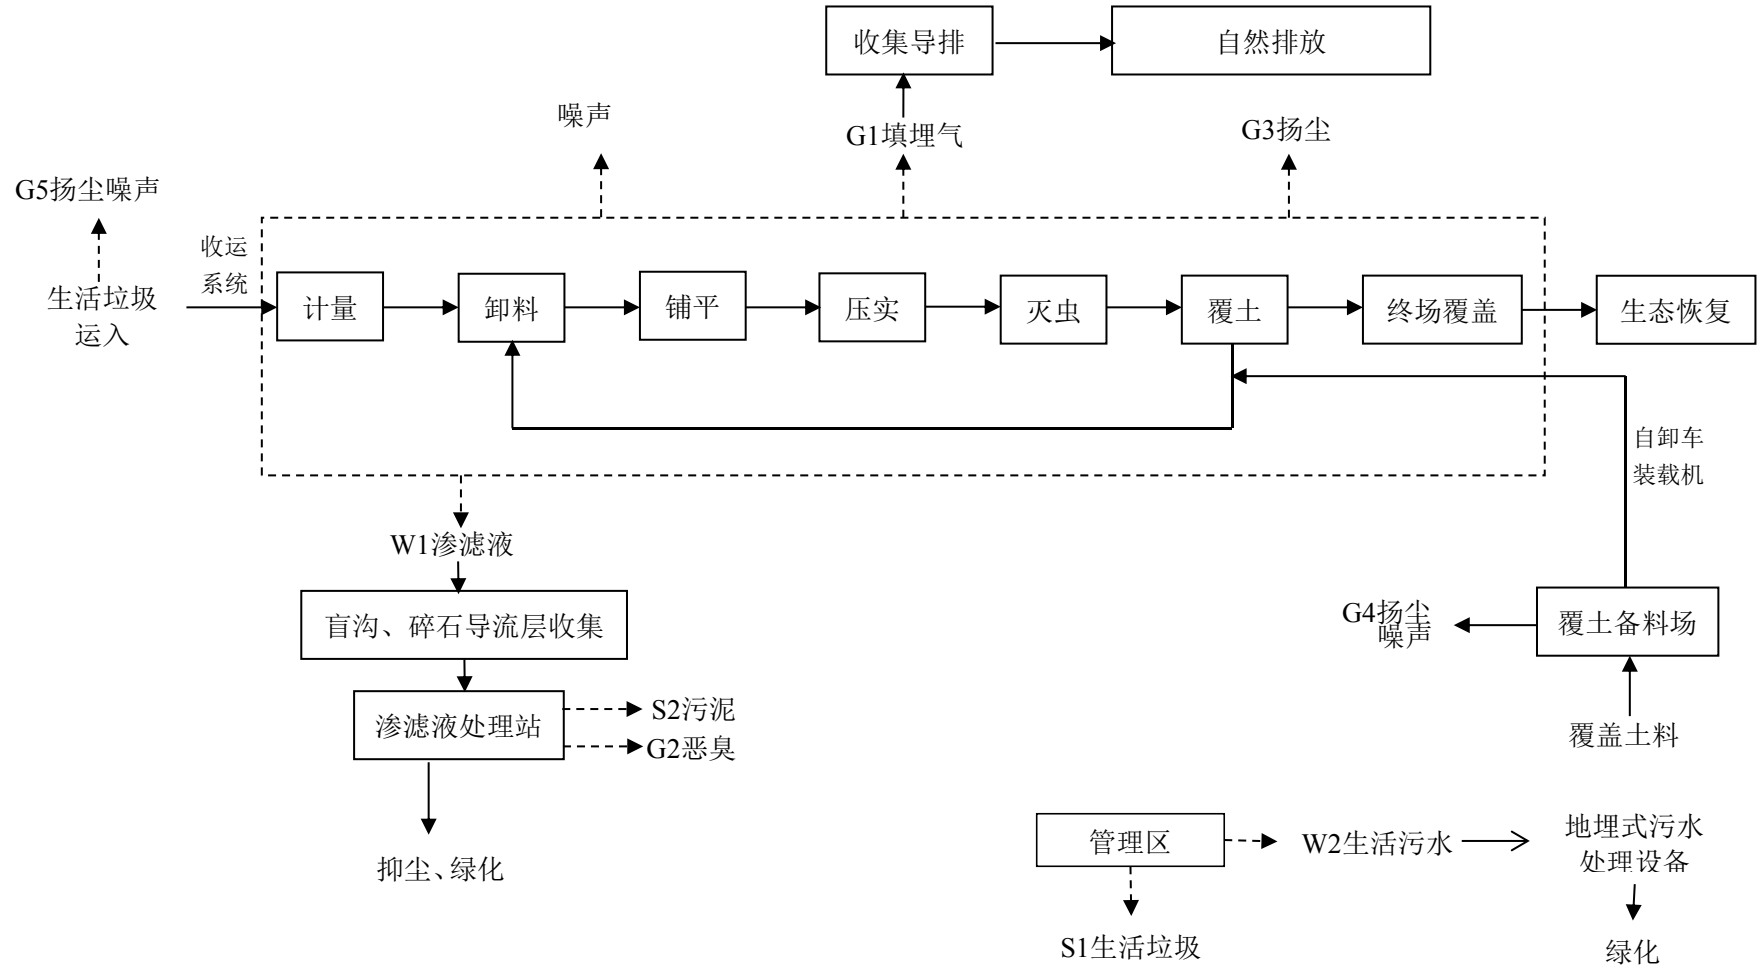 收集导排
自然排放
噪声
G1填埋气
G3扬尘
G5扬尘噪声
收运
系统
生活垃圾
运入
计量
卸料
铺平
压实
灭虫
覆土
终场覆盖
生态恢复
自卸车
装载机
W1渗滤液
盲沟、碎石导流层收集
G4扬尘
噪声
覆土备料场
渗滤液处理站
S2污泥
G2恶臭
覆盖土料
抑尘、绿化
管理区
W2生活污水
地埋式污水
处理设备
S1生活垃圾
绿化